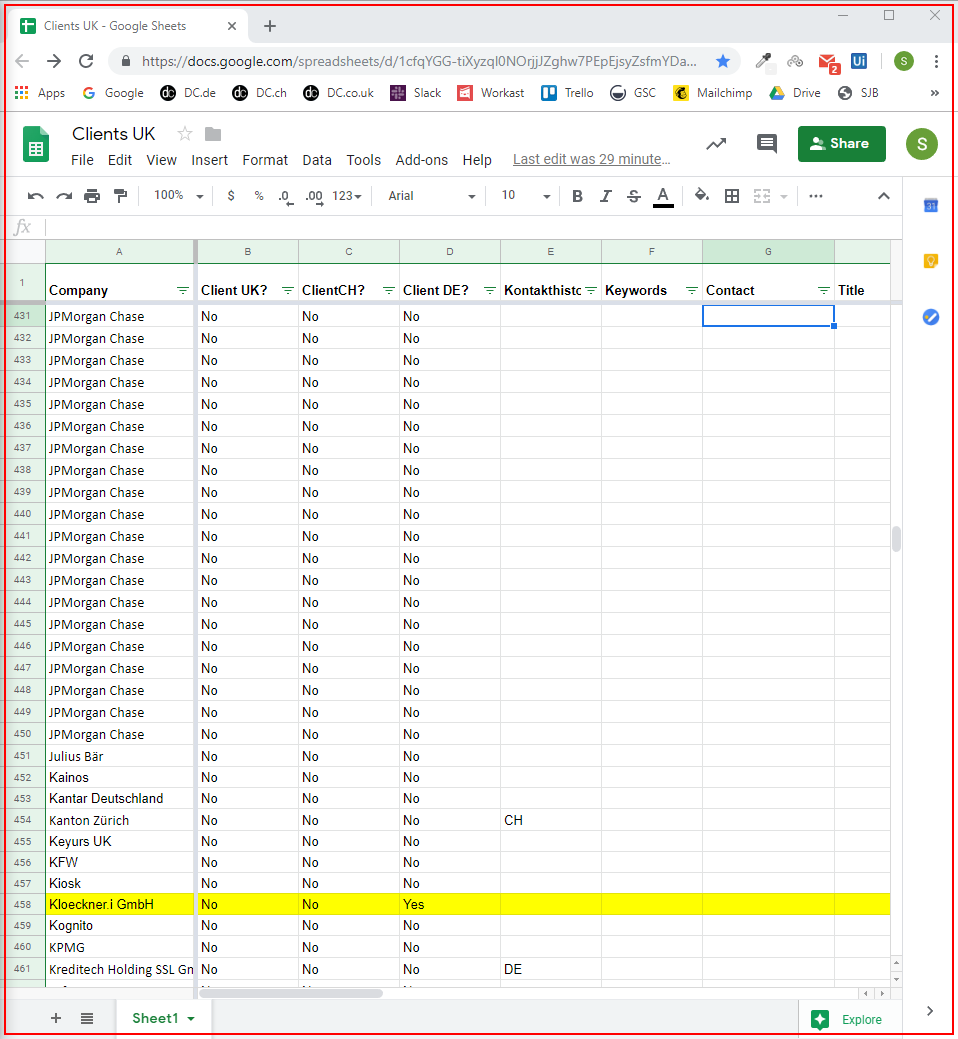 Clients UK - Google Sheets
https://docs.google.com/spreadsheets/d/1cfqYGG-tiXyzql0NOrjjJZghw7PEpEjsyZsfmYDa... 2 Ui S
Apps Google DC.de DC.ch DC.co.uk Slack Workast Trello GSC Mailchimp Drive SJB »
Clients UK
File Edit View Insert Format Data Tools Add-ons Help Last edit was 29 minute... Share S
100% $ % .0 .00 123 Arial 10 B I S A ... 31
fx
A B C D E F G
1 Company Client UK? ClientCH? Client DE? Kontakthisto Keywords Contact Title
431 JPMorgan Chase No No No
432 JPMorgan Chase No No No
433 JPMorgan Chase No No No
434 JPMorgan Chase No No No
435 JPMorgan Chase No No No
436 JPMorgan Chase No No No
437 JPMorgan Chase No No No
438 JPMorgan Chase No No No
439 JPMorgan Chase No No No
440 JPMorgan Chase No No No
441 JPMorgan Chase No No No
442 JPMorgan Chase No No No
443 JPMorgan Chase No No No
444 JPMorgan Chase No No No
445 JPMorgan Chase No No No
446 JPMorgan Chase No No No
447 JPMorgan Chase No No No
448 JPMorgan Chase No No No
449 JPMorgan Chase No No No
450 JPMorgan Chase No No No
451 Julius Bär No No No
452 Kainos No No No
453 Kantar Deutschland No No No
454 Kanton Zürich No No No CH
455 Keyurs UK No No No
456 KFW No No No
457 Kiosk No No No
458 Kloeckner.i GmbH No No Yes
459 Kognito No No No
460 KPMG No No No
461 Kreditech Holding SSL Gr No No No DE
Sheet1 Explore